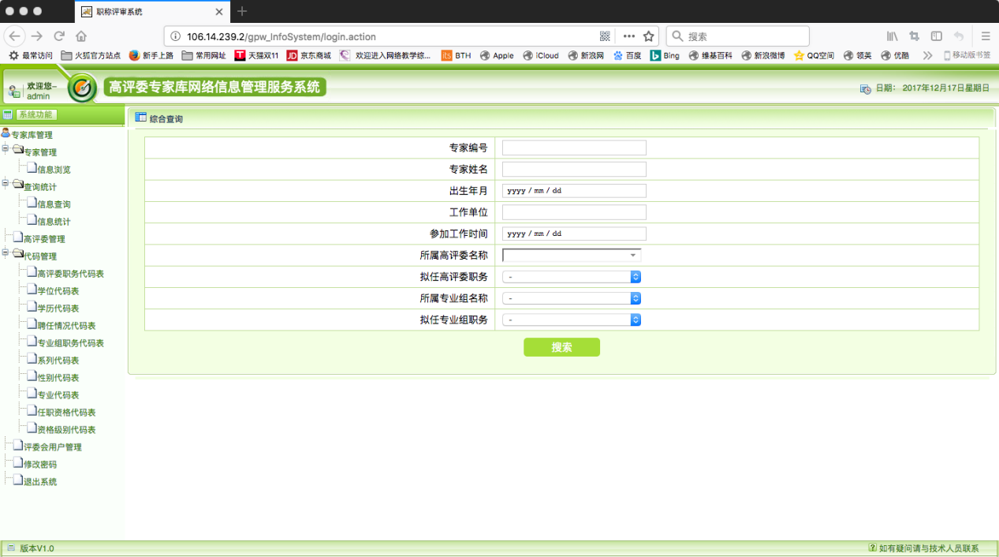 职称评审系统
106.14.239.2/gpw_InfoSystem/login.action
搜索
最常访问 火狐官方站点 新手上路 常用网址 天猫双11 京东商城 欢迎进入网络教学综... BTH Apple iCloud 新浪网 百度 Bing 维基百科 新浪微博 QQ空间 领英 优酷 移动版书签
欢迎您-
admin
高评委专家库网络信息管理服务系统
日期： 2017年12月17日星期日
系统功能
专家库管理
专家管理
信息浏览
查询统计
信息查询
信息统计
高评委管理
代码管理
高评委职务代码表
学位代码表
学历代码表
聘任情况代码表
专业组职务代码表
系列代码表
性别代码表
专业代码表
任职资格代码表
资格级别代码表
评委会用户管理
修改密码
退出系统
综合查询
专家编号
专家姓名
出生年月 yyyy / mm / dd
工作单位
参加工作时间 yyyy / mm / dd
所属高评委名称
拟任高评委职务 -
所属专业组名称 -
拟任专业组职务 -
搜索
版本V1.0
如有疑问请与技术人员联系